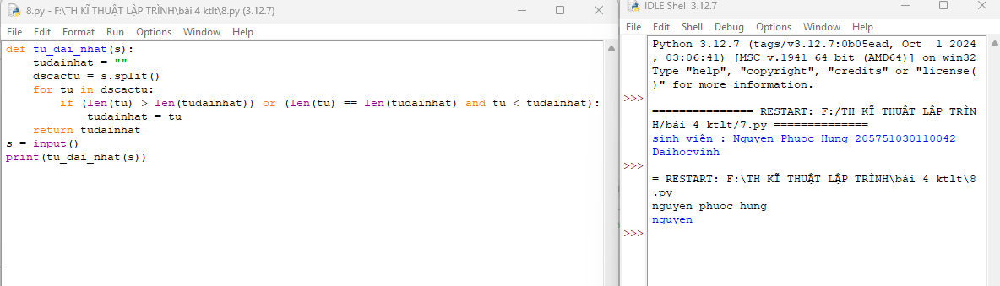 8.py - F:\TH KĨ THUẬT LẬP TRÌNH\bài 4 ktlt\8.py (3.12.7)
File Edit Format Run Options Window Help
def tu_dai_nhat(s):
    tudainhat = ""
    dscactu = s.split()
    for tu in dscactu:
        if (len(tu) > len(tudainhat)) or (len(tu) == len(tudainhat) and tu < tudainhat):
            tudainhat = tu
    return tudainhat
s = input()
print(tu_dai_nhat(s))
IDLE Shell 3.12.7
File Edit Shell Debug Options Window Help
Python 3.12.7 (tags/v3.12.7:0b05ead, Oct  1 2024
, 03:06:41) [MSC v.1941 64 bit (AMD64)] on win32
Type "help", "copyright", "credits" or "license(
)" for more information.
>>>
=============== RESTART: F:/TH KĨ THUẬT LẬP TRÌN
H/bài 4 ktlt/7.py ==============
sinh viên : Nguyen Phuoc Hung 205751030110042
Daihocvinh
>>>
= RESTART: F:\TH KĨ THUẬT LẬP TRÌNH\bài 4 ktlt\8
.py
nguyen phuoc hung
nguyen
>>>